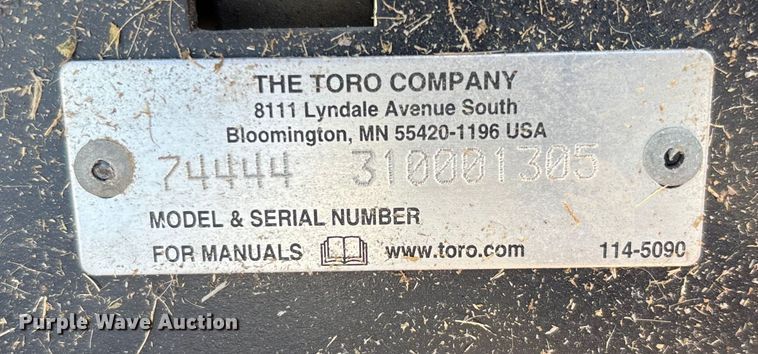 THE TORO COMPANY
8111 Lyndale Avenue South
Bloomington, MN 55420-1196 USA
74444 310001305
MODEL & SERIAL NUMBER
FOR MANUALS www.toro.com 114-5090
Purple Wave Auction